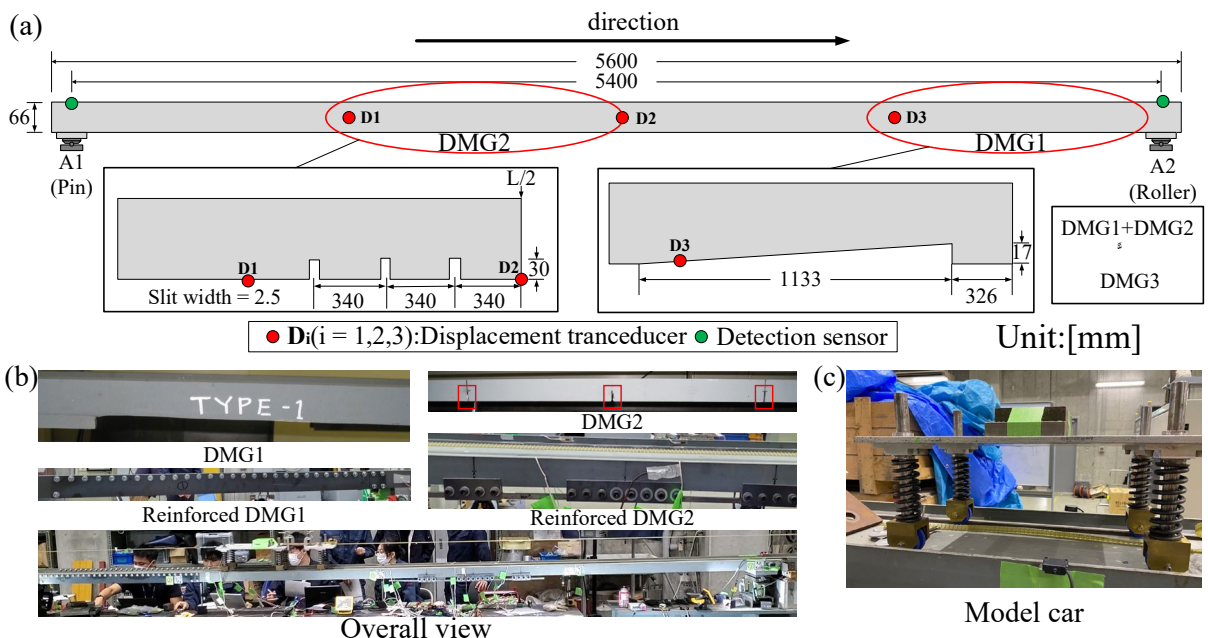 (a)
direction
5600
5400
66
D1
D2
D3
DMG2
DMG1
A1
(Pin)
A2
(Roller)
L/2
D1
D2
30
Slit width = 2.5
340
340
340
D3
17
1133
326
DMG1+DMG2
DMG3
Di(i = 1,2,3):Displacement tranceducer
Detection sensor
Unit:[mm]
(b)
TYPE-1
DMG1
DMG2
Reinforced DMG1
Reinforced DMG2
Overall view
(c)
Model car